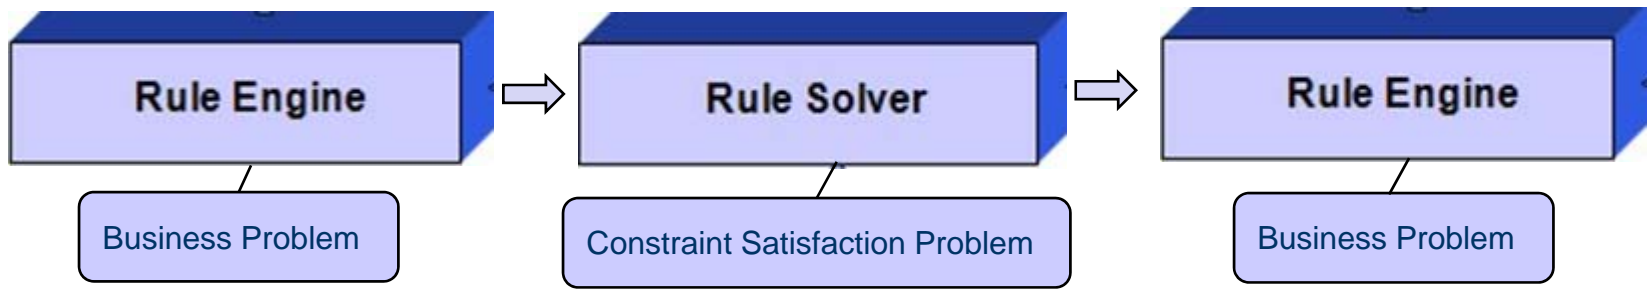 Rule Engine
Rule Solver
Rule Engine
Business Problem
Constraint Satisfaction Problem
Business Problem